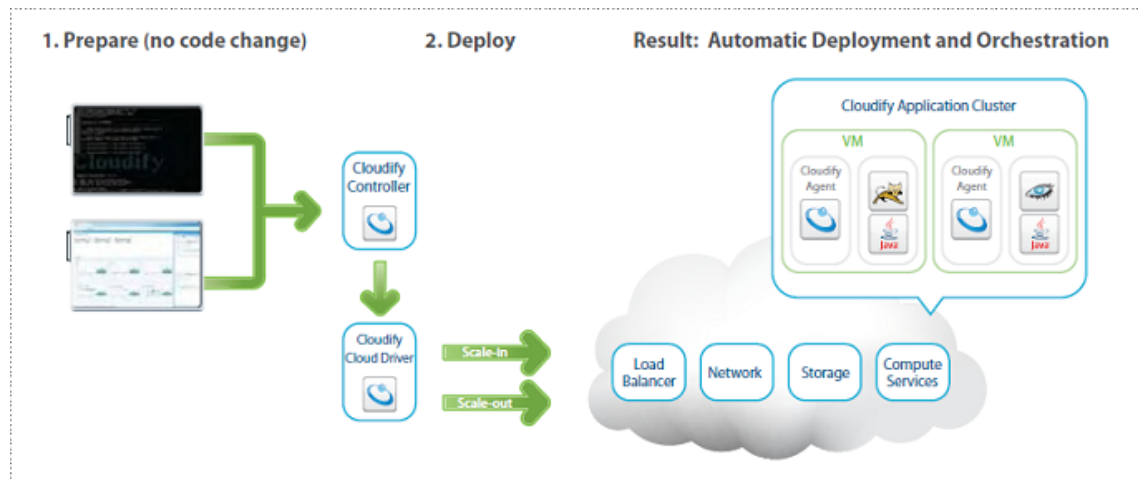 1. Prepare (no code change)
2. Deploy
Result: Automatic Deployment and Orchestration
Cloudify
Cloudify
Controller
Cloudify
Cloud Driver
Scale-In
Scale-out
Cloudify Application Cluster
VM
Cloudify
Agent
Java
VM
Cloudify
Agent
Java
Load
Balancer
Network
Storage
Compute
Services